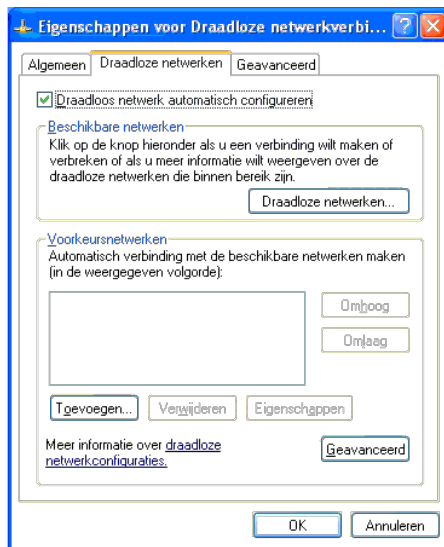 Eigenschappen voor Draadloze netwerkverbi...
Algemeen
Draadloze netwerken
Geavanceerd
Draadloos netwerk automatisch configureren
Beschikbare netwerken
Klik op de knop hieronder als u een verbinding wilt maken of
verbreken of als u meer informatie wilt weergeven over de
draadloze netwerken die binnen bereik zijn.
Draadloze netwerken...
Voorkeursnetwerken
Automatisch verbinding met de beschikbare netwerken maken
(in de weergegeven volgorde):
Omhoog
Omlaag
Toevoegen...
Verwijderen
Eigenschappen
Meer informatie over draadloze
netwerkconfiguraties.
Geavanceerd
OK
Annuleren